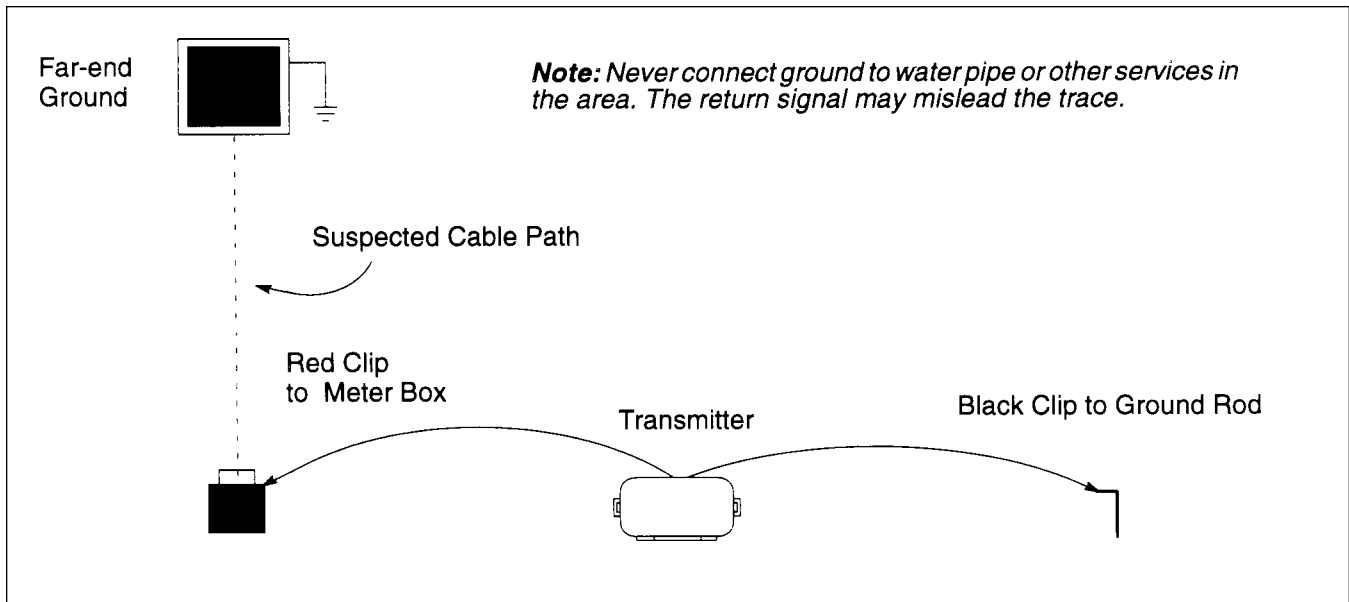 Far-end
Ground
Note: Never connect ground to water pipe or other services in
the area. The return signal may mislead the trace.
Suspected Cable Path
Red Clip
to Meter Box
Transmitter
Black Clip to Ground Rod